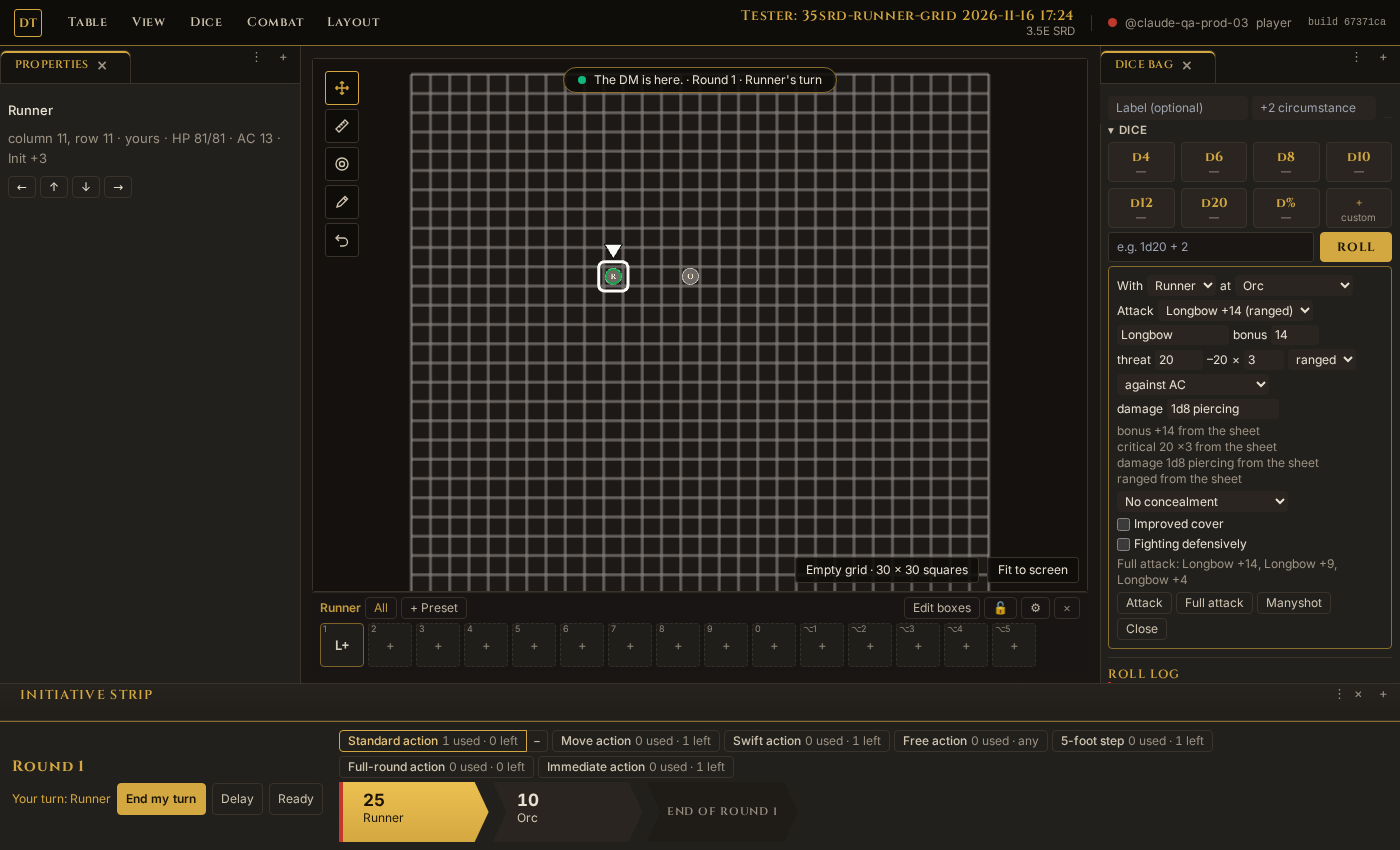 DT
TABLE
VIEW
DICE
COMBAT
LAYOUT
TESTER: 35SRD-RUNNER-GRID 2026-11-16 17:24
3.5E SRD
@claude-qa-prod-03 player
build 67371ca
PROPERTIES ×
Runner
column 11, row 11 · yours · HP 81/81 · AC 13 ·
Init +3
← ↑ ↓ →
The DM is here. · Round 1 · Runner's turn
R
O
Empty grid · 30 × 30 squares
Fit to screen
Runner
All
+ Preset
Edit boxes
1 L+
2 +
3 +
4 +
5 +
6 +
7 +
8 +
9 +
0 +
⌥1 +
⌥2 +
⌥3 +
⌥4 +
⌥5 +
DICE BAG ×
Label (optional)
+2 circumstance
▾ DICE
D4 —
D6 —
D8 —
D10 —
D12 —
D20 —
D% —
+ custom
e.g. 1d20 + 2
ROLL
With Runner at Orc
Attack Longbow +14 (ranged)
Longbow bonus 14
threat 20 –20 × 3 ranged
against AC
damage 1d8 piercing
bonus +14 from the sheet
critical 20 ×3 from the sheet
damage 1d8 piercing from the sheet
ranged from the sheet
No concealment
Improved cover
Fighting defensively
Full attack: Longbow +14, Longbow +9,
Longbow +4
Attack
Full attack
Manyshot
Close
ROLL LOG
INITIATIVE STRIP
ROUND 1
Your turn: Runner
End my turn
Delay
Ready
Standard action 1 used · 0 left
–
Move action 0 used · 1 left
Swift action 0 used · 1 left
Free action 0 used · any
5-foot step 0 used · 1 left
Full-round action 0 used · 0 left
Immediate action 0 used · 1 left
25
Runner
10
Orc
END OF ROUND 1